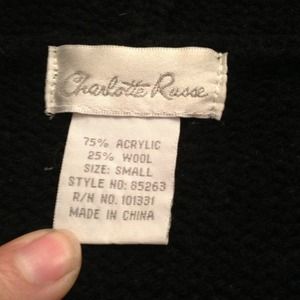 Charlotte Russe
75% ACRYLIC
25% WOOL
SIZE: SMALL
STYLE NO: 85263
R/N NO. 101331
MADE IN CHINA